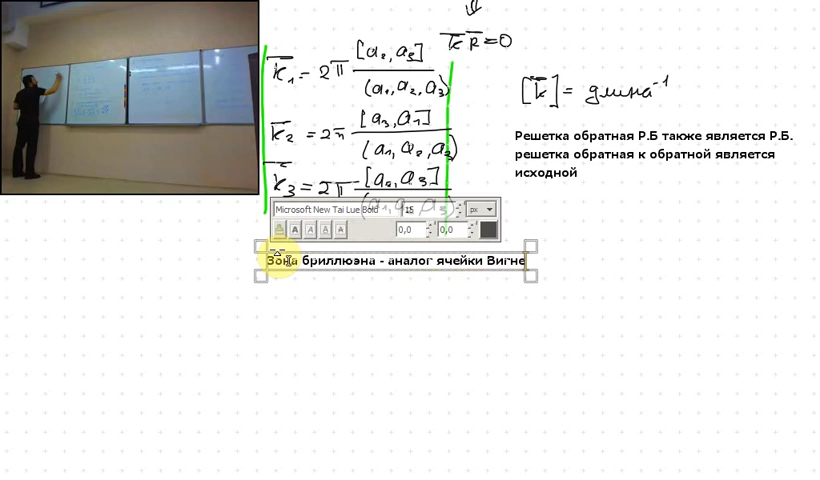 k̅ R̅ = 0
k̅₁ = 2π [a₂, a₃] / (a₁, a₂, a₃)
[k̅] = длина⁻¹
k̅₂ = 2π [a₃, a₁] / (a₁, a₂, a₃)
Решетка обратная Р.Б также является Р.Б.
решетка обратная к обратной является
исходной
k̅₃ = 2π [a₂, a₃] / (a₁, a₂, a₃)
Microsoft New Tai Lue Bold 15 px
0,0 0,0
Зона бриллюэна - аналог ячейки Вигне